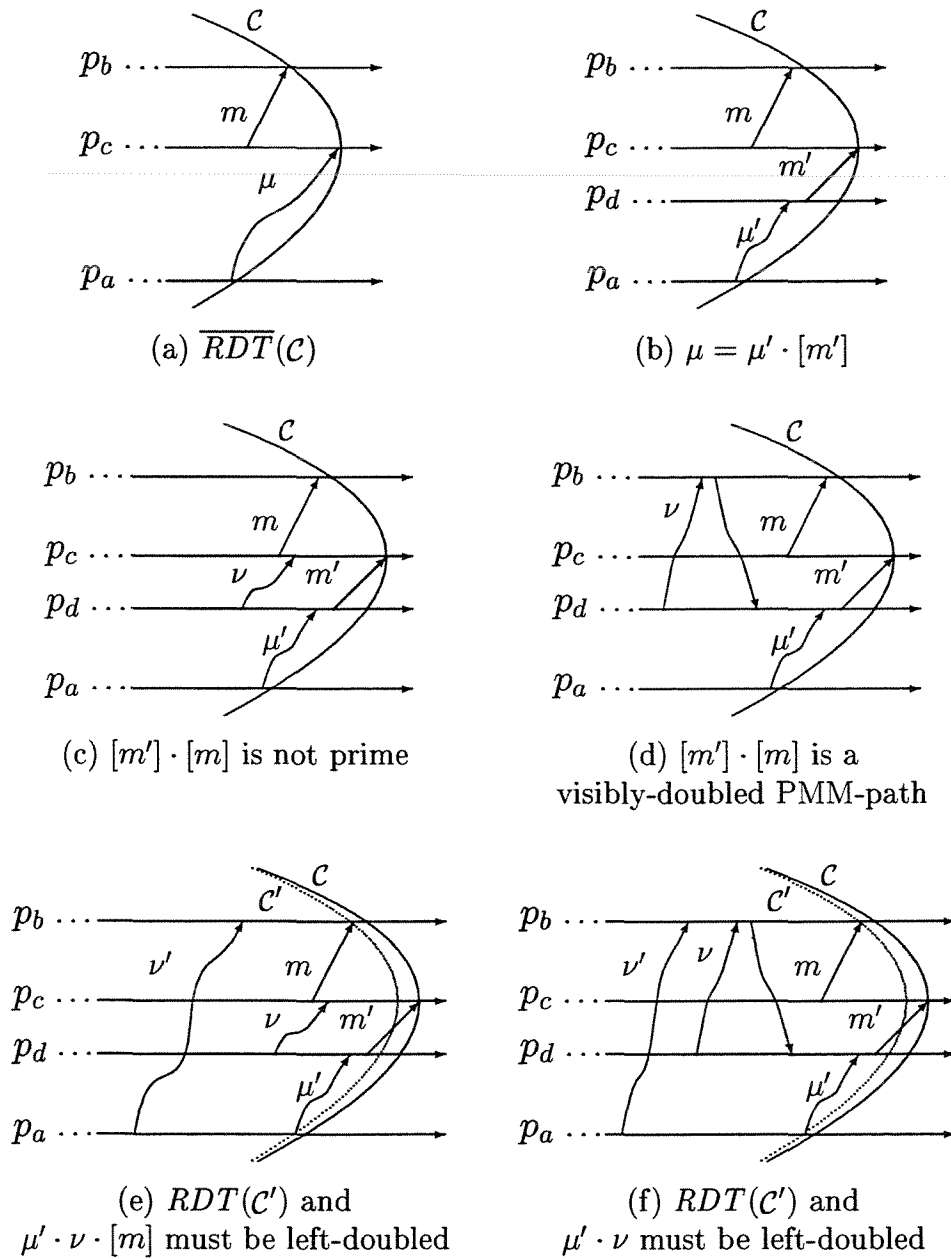 C C
p_b ... p_b ...
m m
p_c ... p_c ...
μ m'
p_d ...
μ'
p_a ... p_a ...
(a) \overline{RDT}(C) (b) μ = μ' · [m']
C C
p_b ... p_b ...
m ν m
p_c ... p_c ...
ν m' m'
p_d ... p_d ...
μ' μ'
p_a ... p_a ...
(c) [m'] · [m] is not prime (d) [m'] · [m] is a
visibly-doubled PMM-path
C C
C' C'
p_b ... p_b ...
ν' m ν' ν m
p_c ... p_c ...
ν m' m'
p_d ... p_d ...
μ' μ'
p_a ... p_a ...
(e) RDT(C') and (f) RDT(C') and
μ' · ν · [m] must be left-doubled μ' · ν must be left-doubled